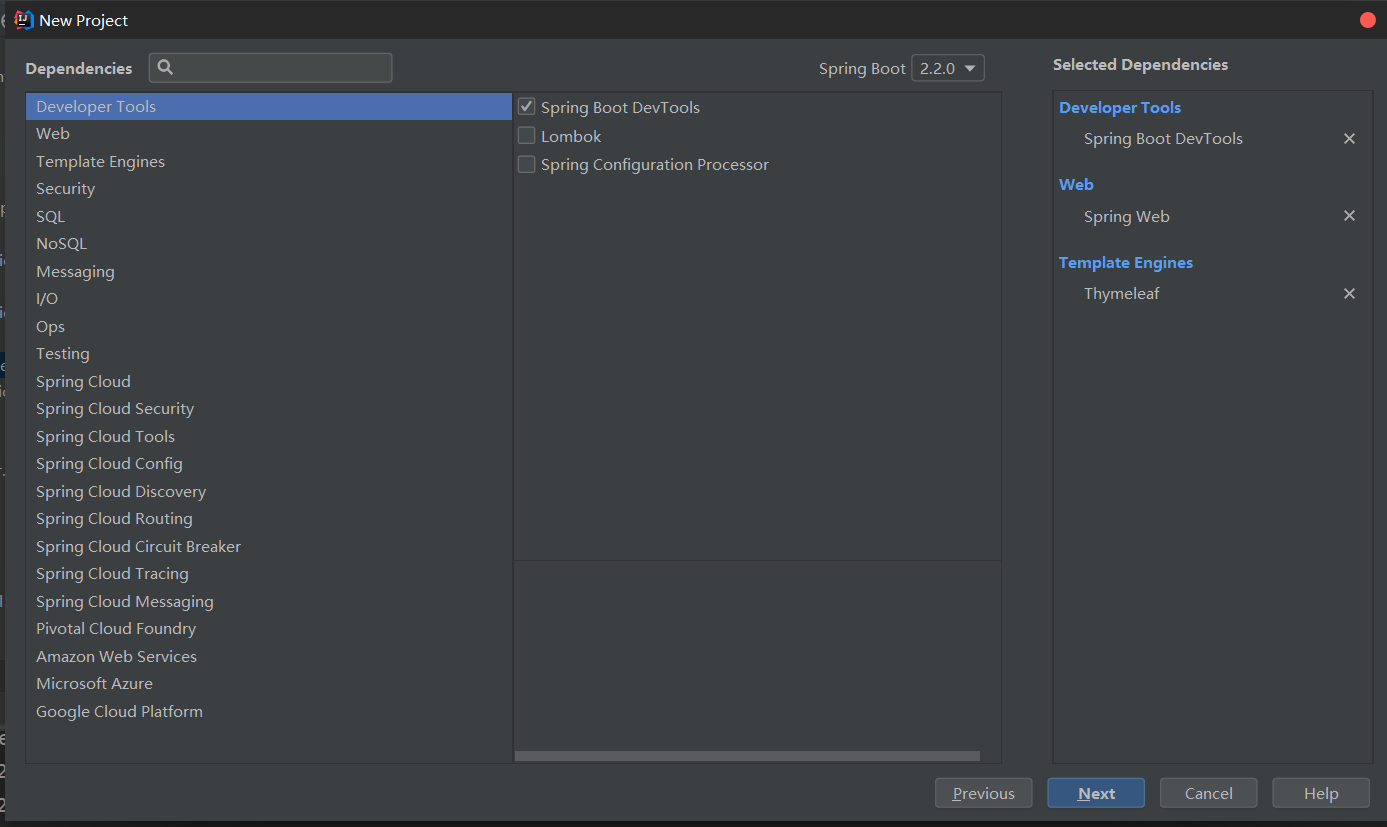 New Project
Dependencies
Spring Boot 2.2.0
Selected Dependencies
Developer Tools
Web
Template Engines
Security
SQL
NoSQL
Messaging
I/O
Ops
Testing
Spring Cloud
Spring Cloud Security
Spring Cloud Tools
Spring Cloud Config
Spring Cloud Discovery
Spring Cloud Routing
Spring Cloud Circuit Breaker
Spring Cloud Tracing
Spring Cloud Messaging
Pivotal Cloud Foundry
Amazon Web Services
Microsoft Azure
Google Cloud Platform
Spring Boot DevTools
Lombok
Spring Configuration Processor
Developer Tools
Spring Boot DevTools
Web
Spring Web
Template Engines
Thymeleaf
Previous
Next
Cancel
Help